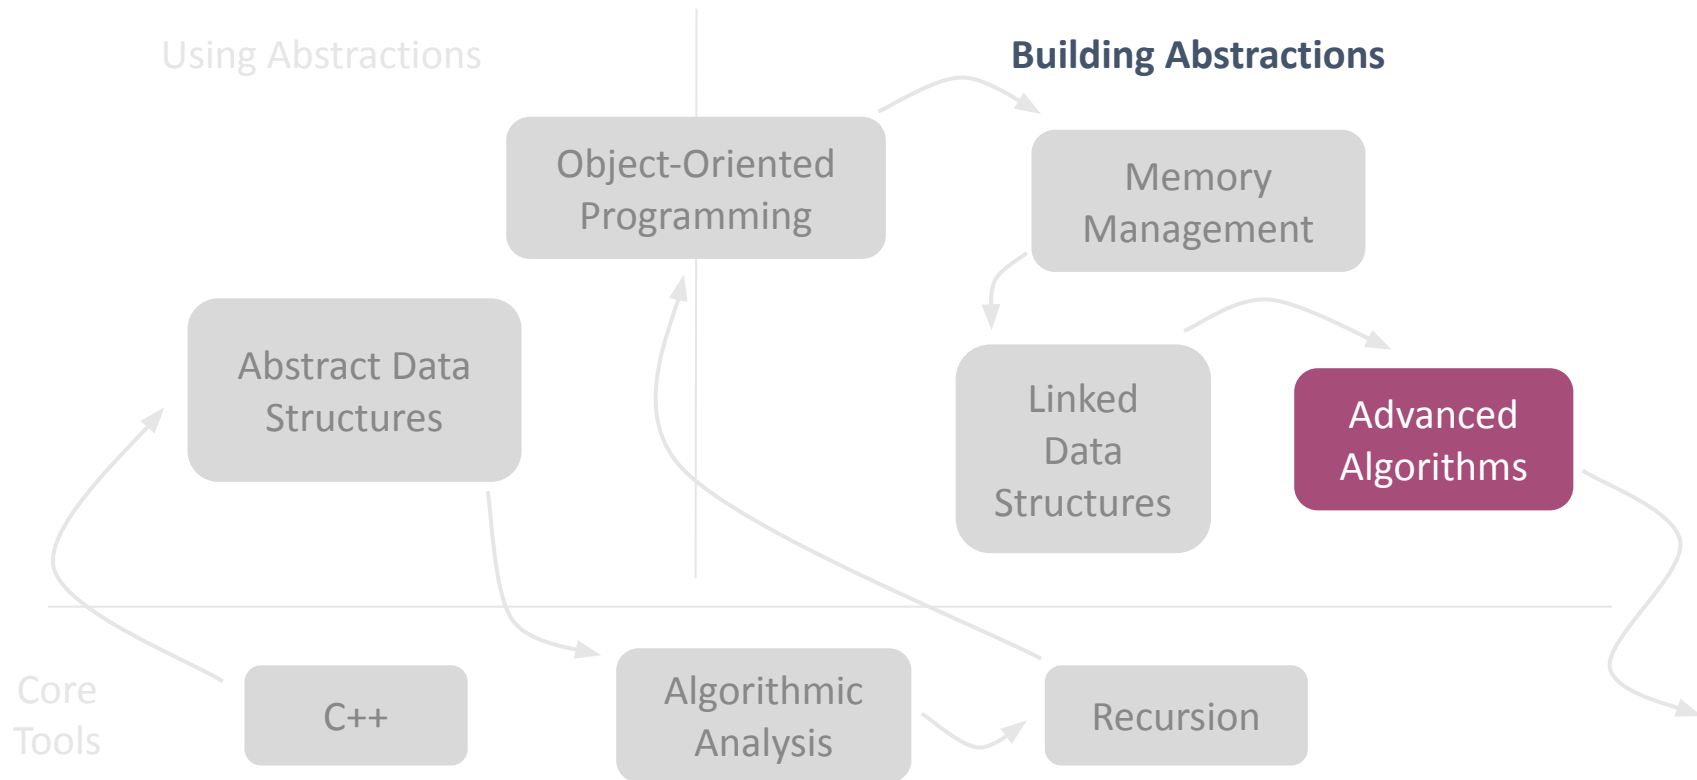 Using Abstractions
Building Abstractions
Object-Oriented
Programming
Memory
Management
Abstract Data
Structures
Linked
Data
Structures
Advanced
Algorithms
Core
Tools
C++
Algorithmic
Analysis
Recursion